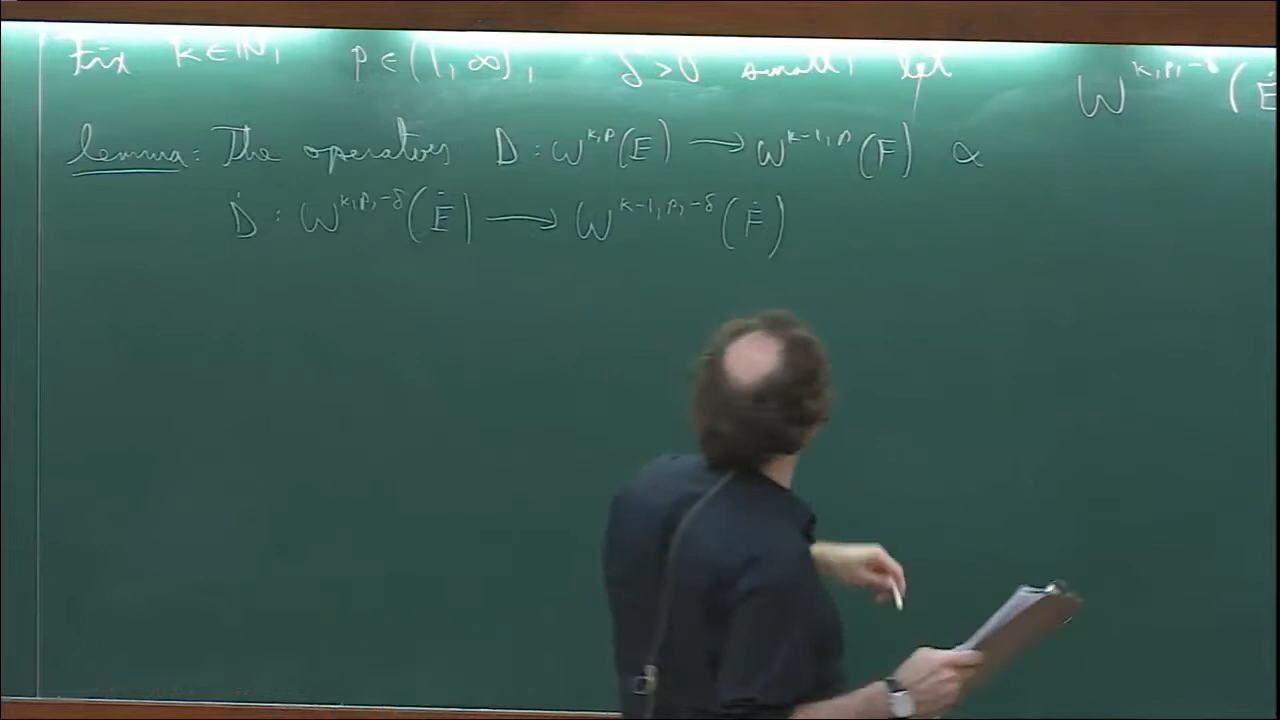 Fix k ∈ ℕ, p ∈ (1, ∞), δ > 0 small, let W^{k,p,-δ}(Ė
lemma: The operators D : W^{k,p}(E) ⟶ W^{k-1,p}(F) &
Ḋ : W^{k,p,-δ}(Ė) ⟶ W^{k-1,p,-δ}(Ḟ)